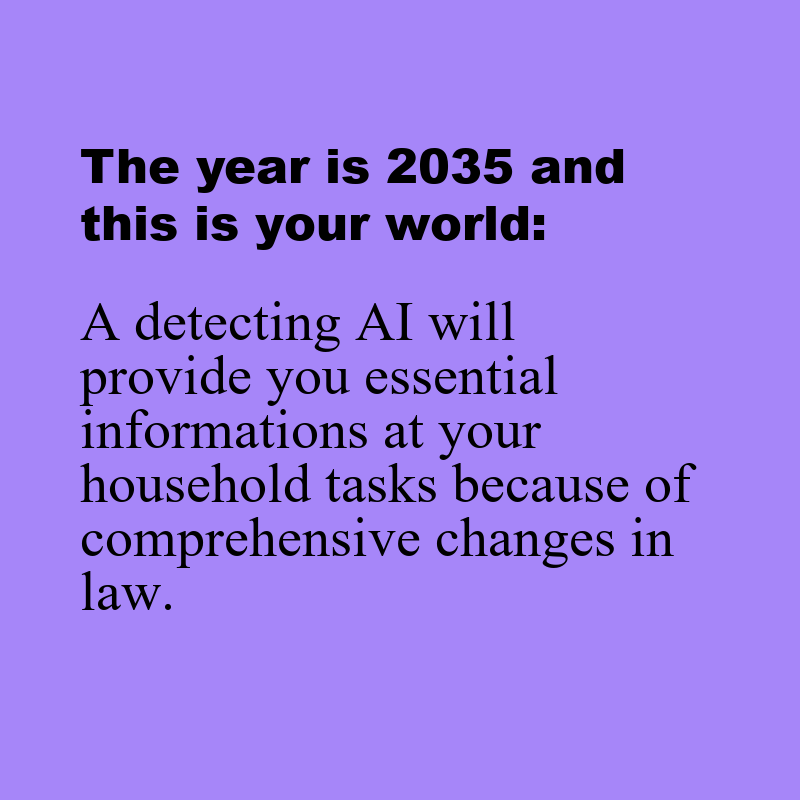 The year is 2035 and
this is your world:
A detecting AI will
provide you essential
informations at your
household tasks because of
comprehensive changes in
law.